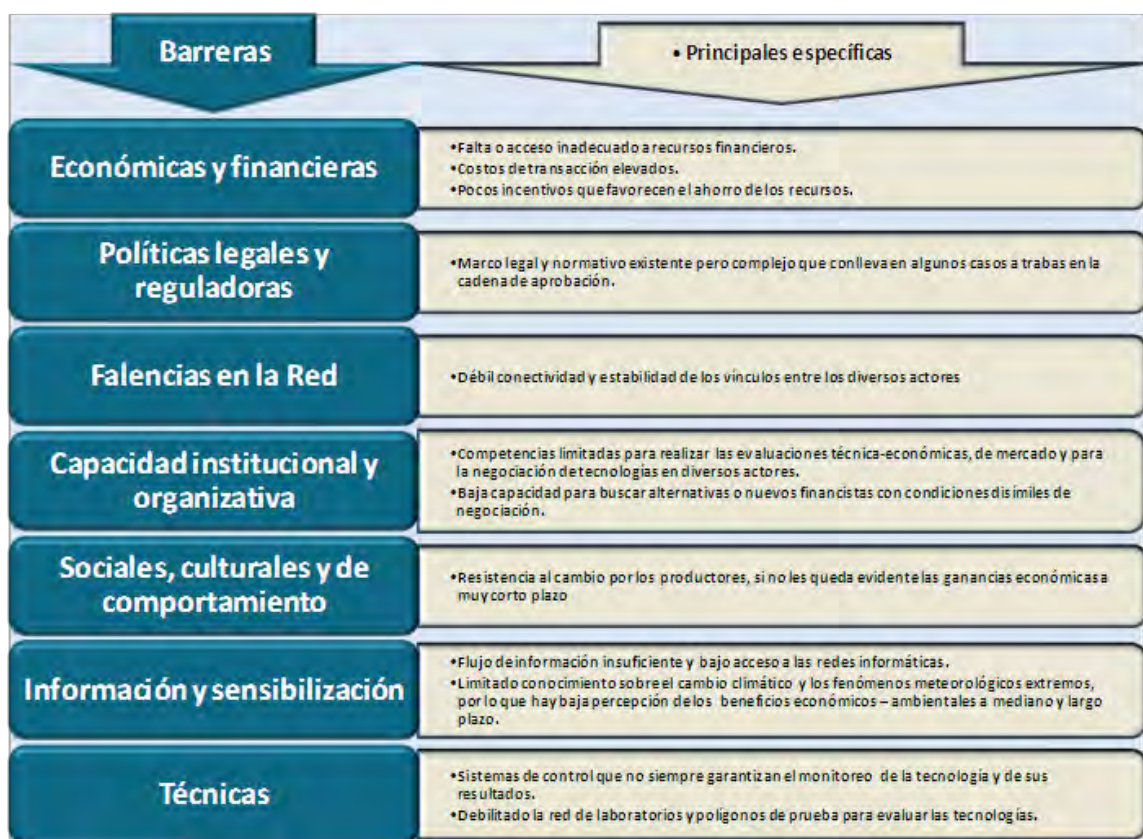 Barreras
• Principales específicas
Económicas y financieras
•Falta o acceso inadecuado a recursos financieros.
•Costos de transacción elevados.
•Pocos incentivos que favorecen el ahorro de los recursos.
Políticas legales y
reguladoras
•Marco legal y normativo existente pero complejo que conlleva en algunos casos a trabas en la
cadena de aprobación.
Falencias en la Red
•Débil conectividad y estabilidad de los vínculos entre los diversos actores
Capacidad institucional y
organizativa
•Competencias limitadas para realizar las evaluaciones técnica-económicas, de mercado y para
la negociación de tecnologías en diversos actores.
•Baja capacidad para buscar alternativas o nuevos financistas con condiciones disímiles de
negociación.
Sociales, culturales y de
comportamiento
•Resistencia al cambio por los productores, si no les queda evidente las ganancias económicas a
muy corto plazo
Información y sensibilización
•Flujo de información insuficiente y bajo acceso a las redes informáticas.
•Limitado conocimiento sobre el cambio climático y los fenómenos meteorológicos extremos,
por lo que hay baja percepción de los beneficios económicos – ambientales a mediano y largo
plazo.
Técnicas
•Sistemas de control que no siempre garantizan el monitoreo de la tecnología y de sus
resultados.
•Debilitado la red de laboratorios y polígonos de prueba para evaluar las tecnologías.